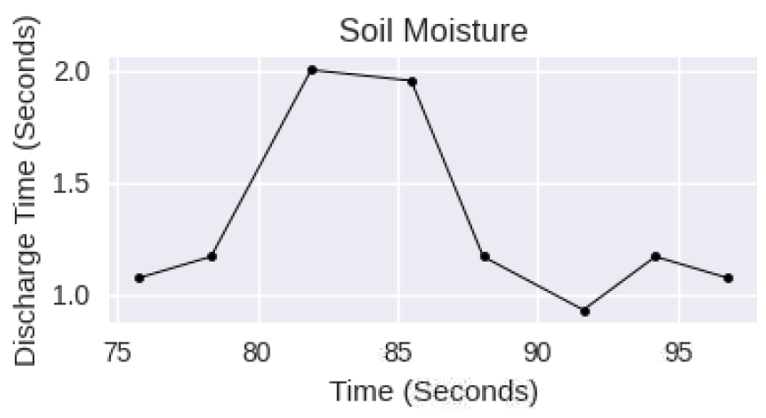 Soil Moisture
Discharge Time (Seconds)
2.0
1.5
1.0
75 80 85 90 95
Time (Seconds)